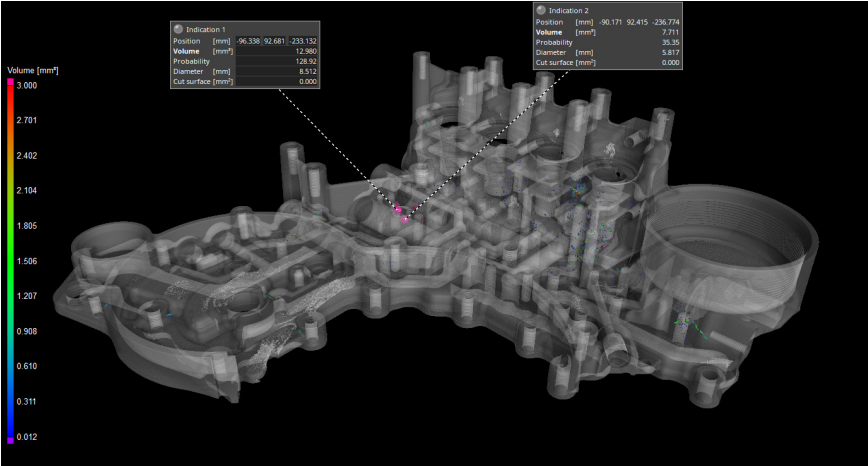 Indication 1
Position [mm] -96.338 92.681 -233.132
Volume [mm³] 12.980
Probability 128.92
Diameter [mm] 8.512
Cut surface [mm²] 0.000
Indication 2
Position [mm] -90.171 92.415 -236.774
Volume [mm³] 7.711
Probability 35.35
Diameter [mm] 5.817
Cut surface [mm²] 0.000
Volume [mm³]
3.000
2.701
2.402
2.104
1.805
1.506
1.207
0.908
0.610
0.311
0.012